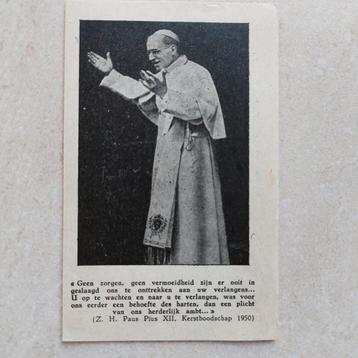 « Geen zorgen, geen vermoeidheid zijn er ooit in
geslaagd ons te onttrekken aan uw verlangens...
U op te wachten en naar u te verlangen, was voor
ons eerder een behoefte des harten, dan een plicht
van ons herderlijk ambt... »
(Z. H. Paus Pius XII. Kerstboodschap 1950)